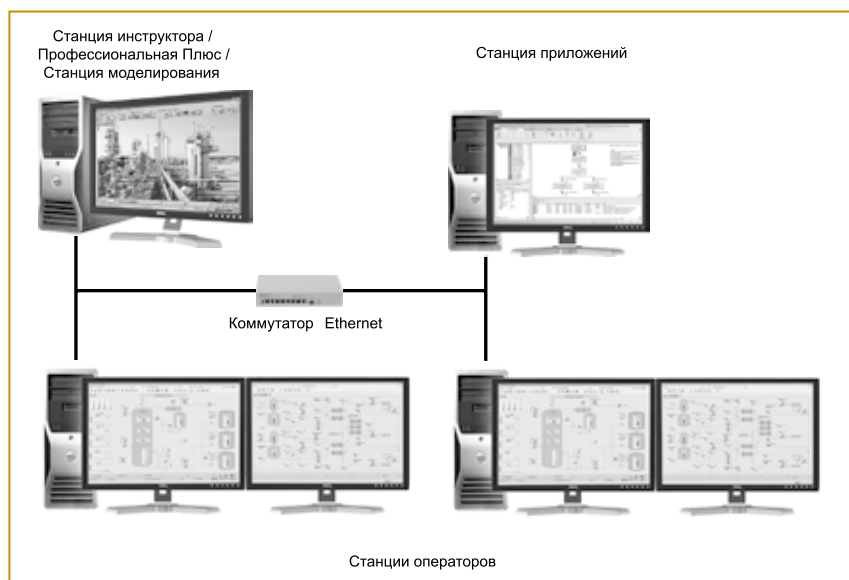 Станция инструктора /
Профессиональная Плюс /
Станция моделирования
Станция приложений
Коммутатор Ethernet
Станции операторов